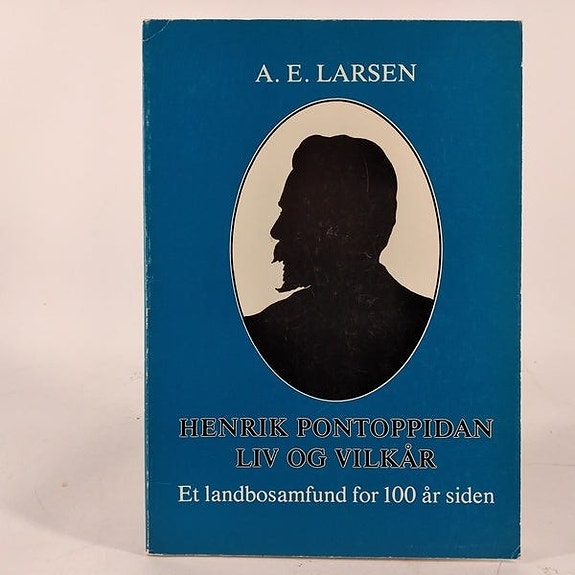 A. E. LARSEN
HENRIK PONTOPPIDAN
LIV OG VILKÅR
Et landbosamfund for 100 år siden